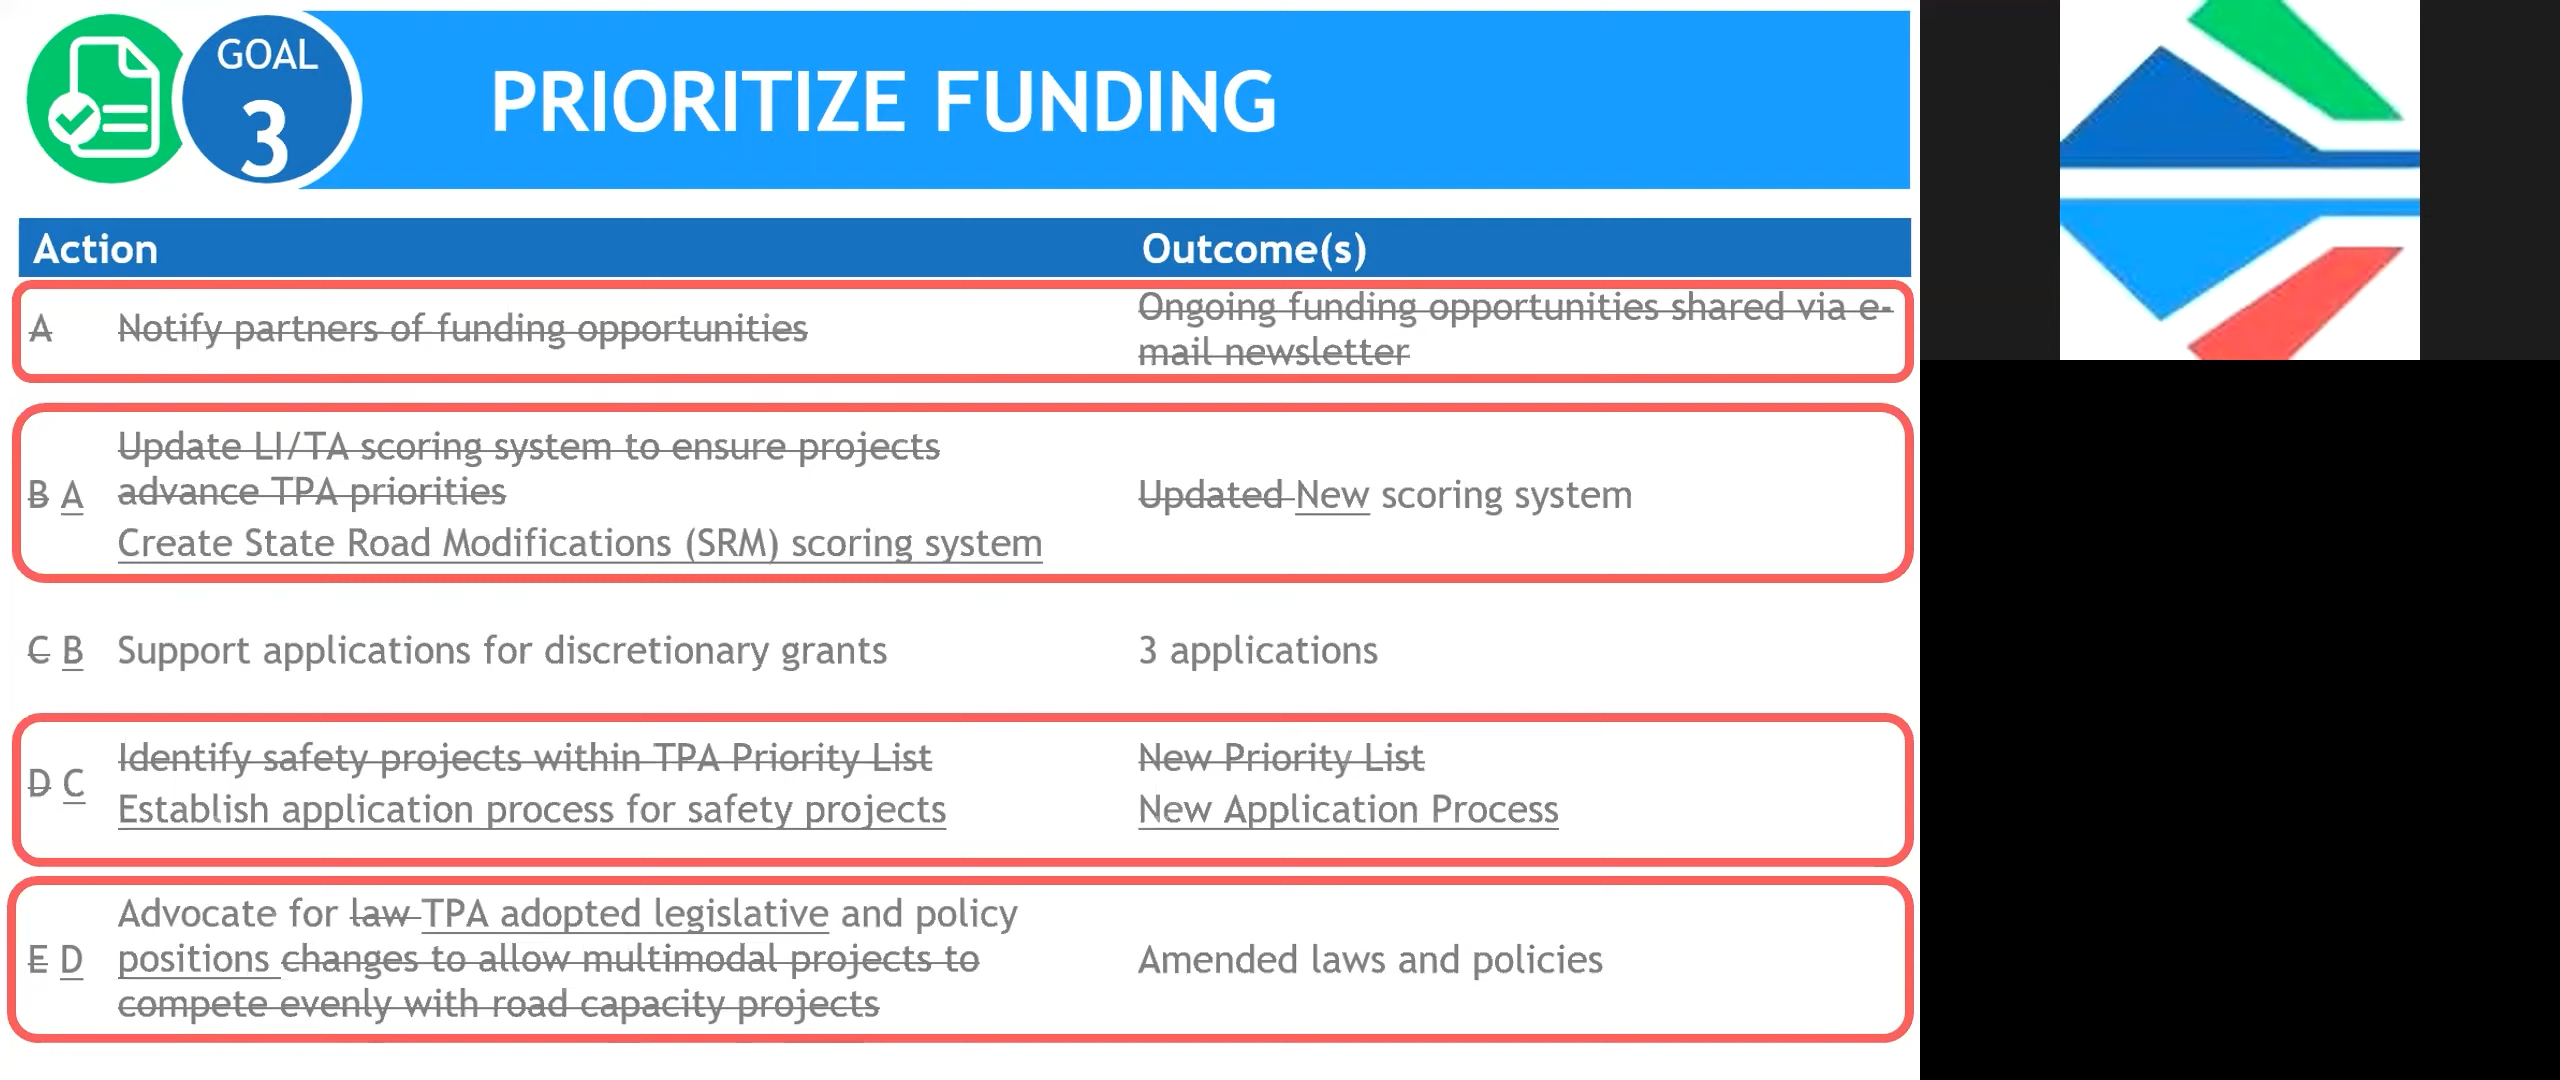 GOAL
3
PRIORITIZE FUNDING
Action Outcome(s)
A Notify partners of funding opportunities
Ongoing funding opportunities shared via e-
mail newsletter
B A
Update LI/TA scoring system to ensure projects
advance TPA priorities
Create State Road Modifications (SRM) scoring system
Updated New scoring system
C B Support applications for discretionary grants 3 applications
D C
Identify safety projects within TPA Priority List
Establish application process for safety projects
New Priority List
New Application Process
E D
Advocate for law TPA adopted legislative and policy
positions changes to allow multimodal projects to
compete evenly with road capacity projects
Amended laws and policies